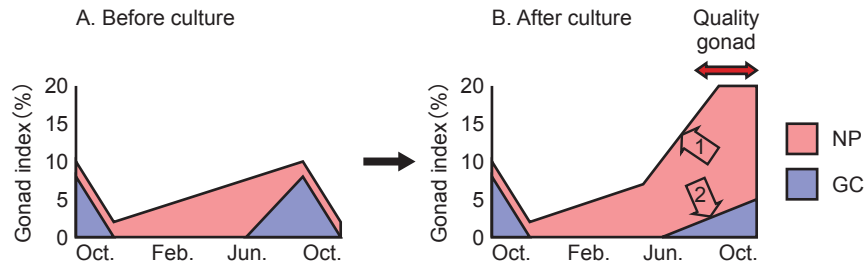 A. Before culture
Gonad index (%)
20
15
10
5
0
Oct. Feb. Jun. Oct.
B. After culture
Quality
gonad
Gonad index (%)
20
15
10
5
0
1
2
Oct. Feb. Jun. Oct.
NP
GC